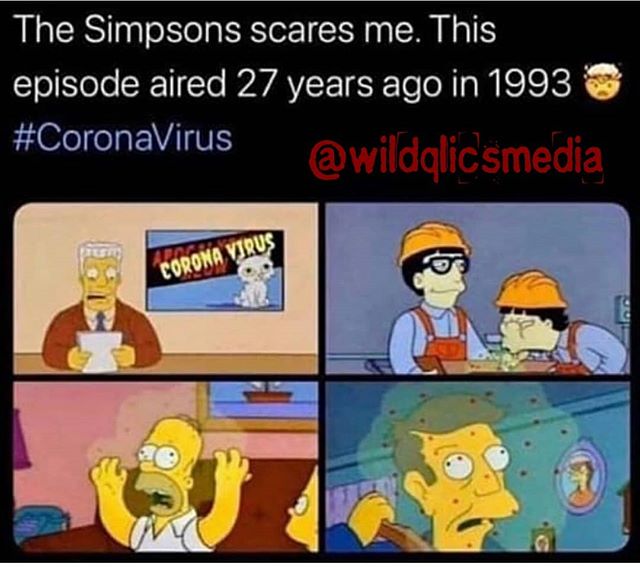 The Simpsons scares me. This
episode aired 27 years ago in 1993 🤯
#CoronaVirus
@wildqlicsmedia
CORONA VIRUS